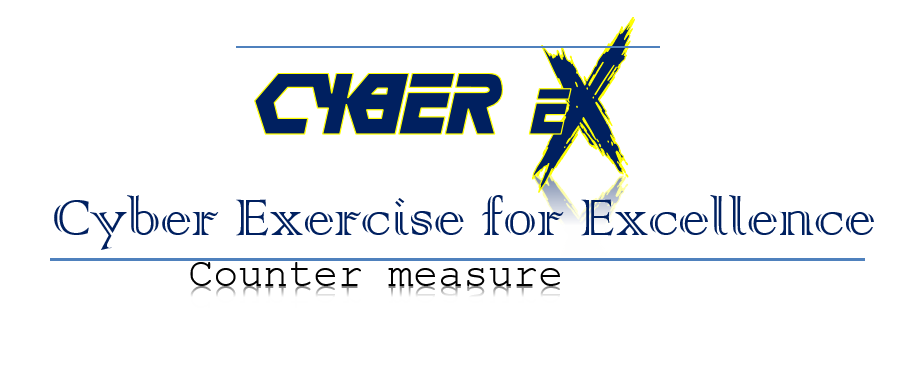 CYBER EX
Cyber Exercise for Excellence
Counter measure